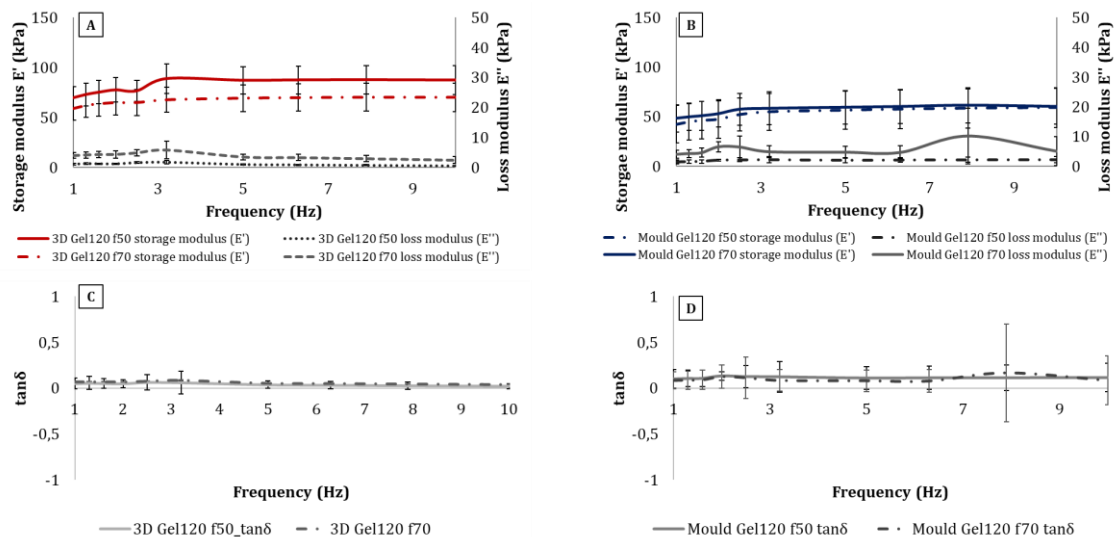 A
Storage modulus E' (kPa)
150
100
50
0
50
40
30
20
10
0
Loss modulus E'' (kPa)
1 3 5 7 9
Frequency (Hz)
3D Gel120 f50 storage modulus (E') 3D Gel120 f50 loss modulus (E'')
3D Gel120 f70 storage modulus (E') 3D Gel120 f70 loss modulus (E'')
B
Storgae modulus E' (kPa)
150
100
50
0
50
40
30
20
10
0
Loss modulus E'' (kPa)
1 3 5 7 9
Frequency (Hz)
Mould Gel120 f50 storage modulus (E') Mould Gel120 f50 loss modulus (E'')
Mould Gel120 f70 storage modulus (E') Mould Gel120 f70 loss modulus (E'')
C
tanδ
1
0,5
0
-0,5
-1
1 2 3 4 5 6 7 8 9 10
Frequency (Hz)
3D Gel120 f50_tanδ 3D Gel120 f70
D
tanδ
1
0,5
0
-0,5
-1
1 3 5 7 9
Frequency (Hz)
Mould Gel120 f50 tanδ Mould Gel120 f70 tanδ